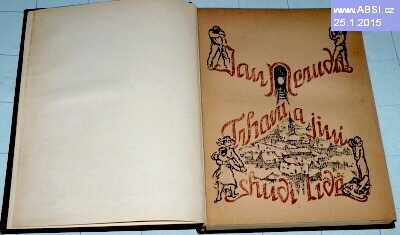 www.ABSI.cz
25.1.2015
Jan Neruda
Trhani a jiní
chudí Lidé